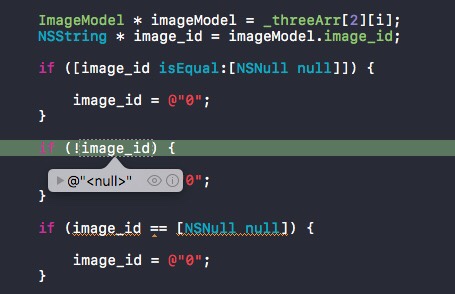 ImageModel * imageModel = _threeArr[2][i];
NSString * image_id = imageModel.image_id;
if ([image_id isEqual:[NSNull null]]) {
image_id = @"0";
}
if (!image_id) {
@"<null>"
0";
}
if (image_id == [NSNull null]) {
image_id = @"0";
}